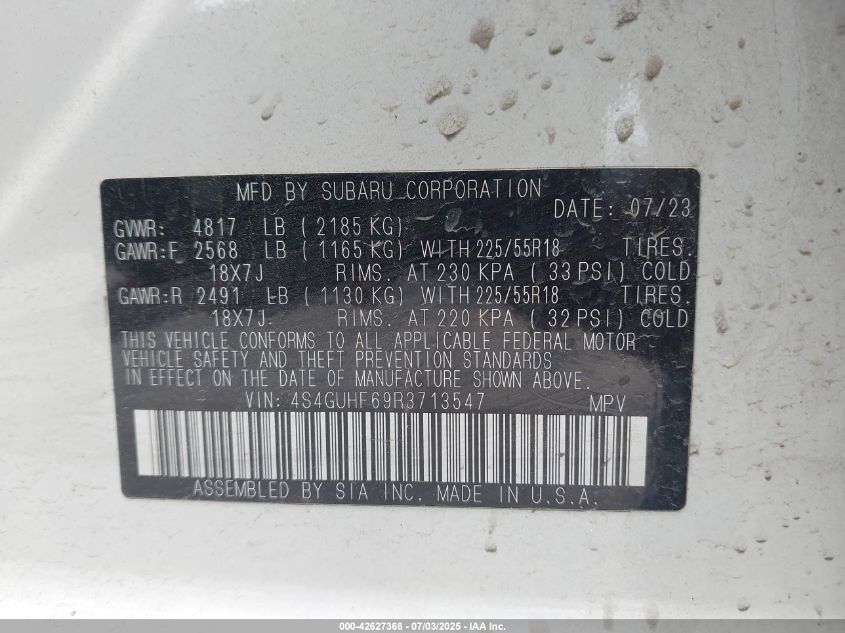 MFD BY SUBARU CORPORATION
DATE: 07/23
GVWR: 4817 LB ( 2185 KG)
GAWR:F 2568 LB ( 1165 KG) WITH 225/55R18 TIRES.
18X7J RIMS. AT 230 KPA ( 33 PSI) COLD
GAWR:R 2491 LB ( 1130 KG) WITH 225/55R18 TIRES.
18X7J RIMS. AT 220 KPA ( 32 PSI) COLD
THIS VEHICLE CONFORMS TO ALL APPLICABLE FEDERAL MOTOR
VEHICLE SAFETY AND THEFT PREVENTION STANDARDS
IN EFFECT ON THE DATE OF MANUFACTURE SHOWN ABOVE.
VIN: 4S4GUHF69R3713547 MPV
ASSEMBLED BY SIA INC. MADE IN U.S.A.
000-42627368 - 07/03/2025 - IAA Inc.